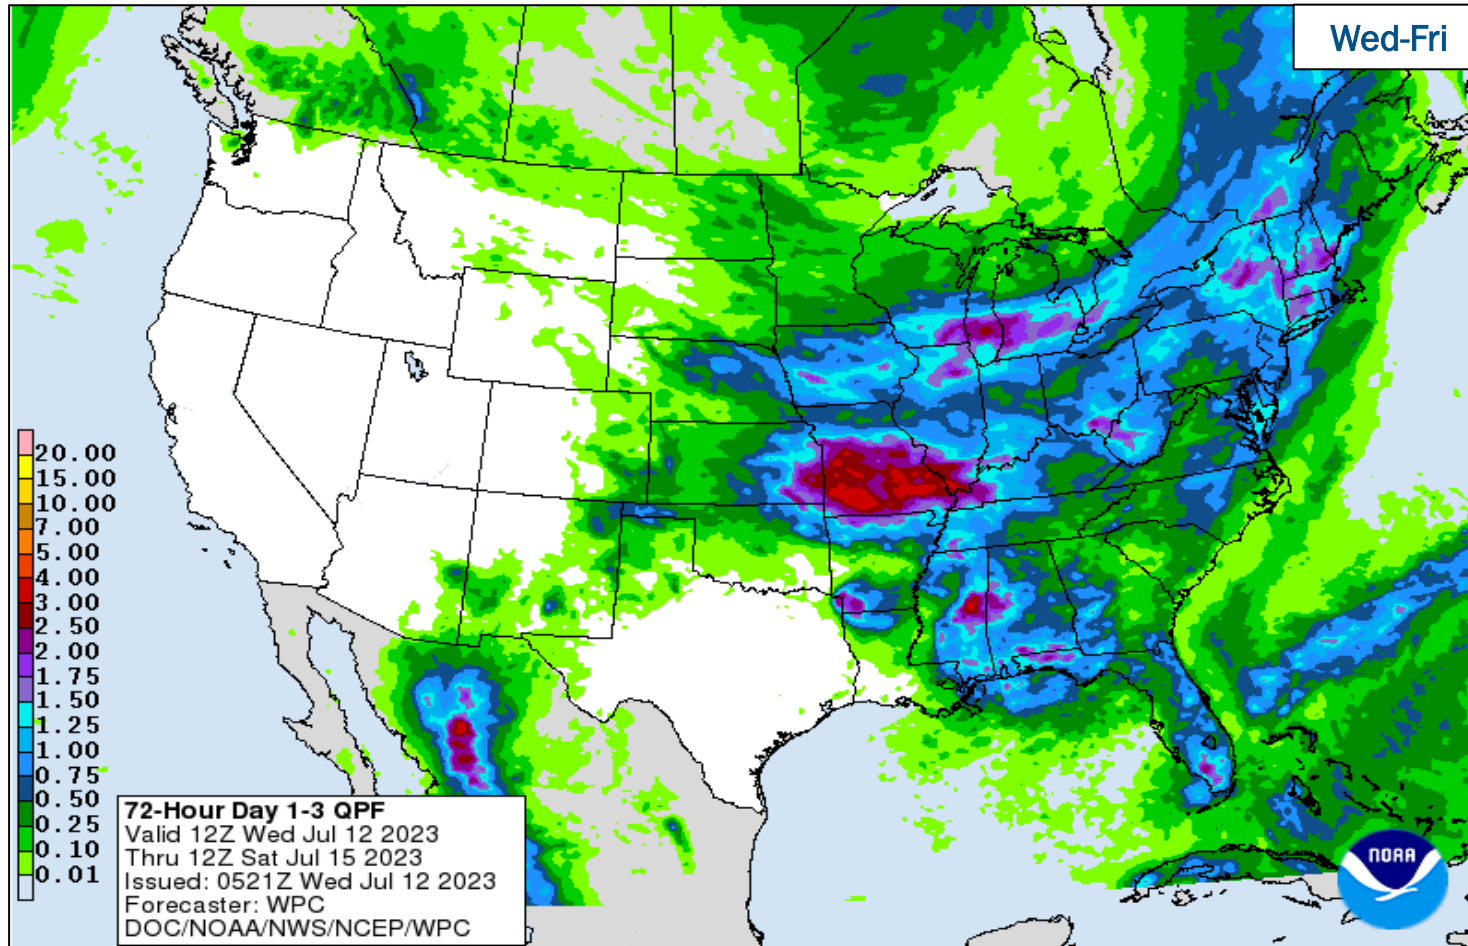 Wed-Fri
20.00
15.00
10.00
7.00
5.00
4.00
3.00
2.50
2.00
1.75
1.50
1.25
1.00
0.75
0.50
0.25
0.10
0.01
72-Hour Day 1-3 QPF
Valid 12Z Wed Jul 12 2023
Thru 12Z Sat Jul 15 2023
Issued: 0521Z Wed Jul 12 2023
Forecaster: WPC
DOC/NOAA/NWS/NCEP/WPC
NOAA